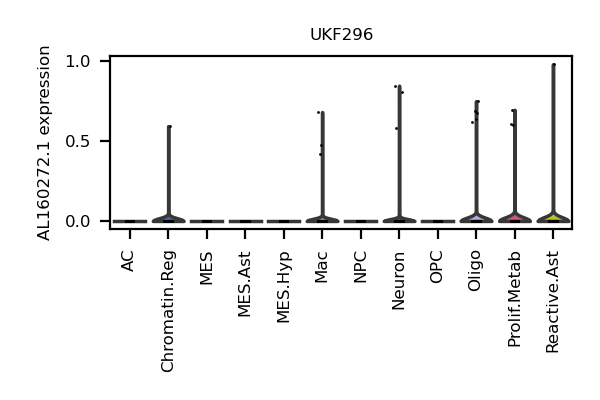 UKF296
AL160272.1 expression
1.0
0.5
0.0
AC
Chromatin.Reg
MES
MES.Ast
MES.Hyp
Mac
NPC
Neuron
OPC
Oligo
Prolif.Metab
Reactive.Ast